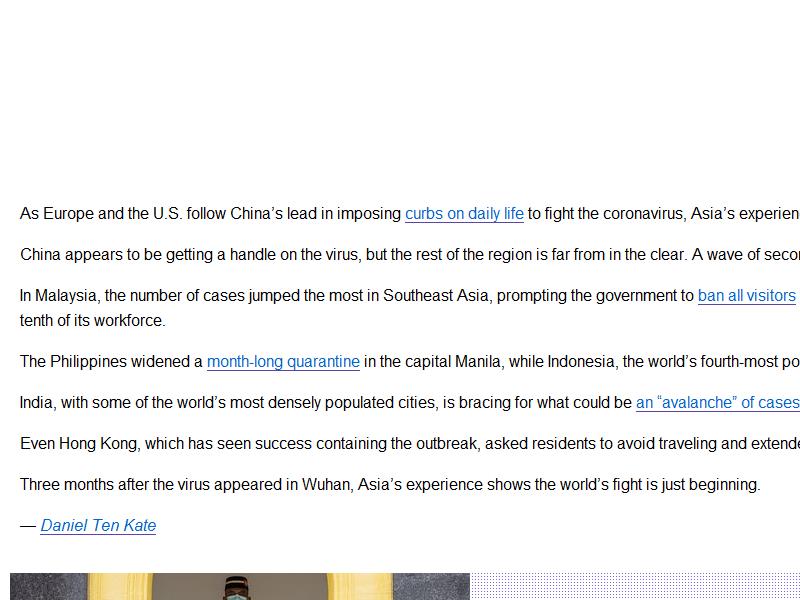 As Europe and the U.S. follow China’s lead in imposing curbs on daily life to fight the coronavirus, Asia’s
China appears to be getting a handle on the virus, but the rest of the region is far from in the clear. A wave of
In Malaysia, the number of cases jumped the most in Southeast Asia, prompting the government to ban all visitors
tenth of its workforce.
The Philippines widened a month-long quarantine in the capital Manila, while Indonesia, the world’s fourth-most
India, with some of the world’s most densely populated cities, is bracing for what could be an “avalanche” of cases
Even Hong Kong, which has seen success containing the outbreak, asked residents to avoid traveling and
Three months after the virus appeared in Wuhan, Asia’s experience shows the world’s fight is just beginning.
— Daniel Ten Kate